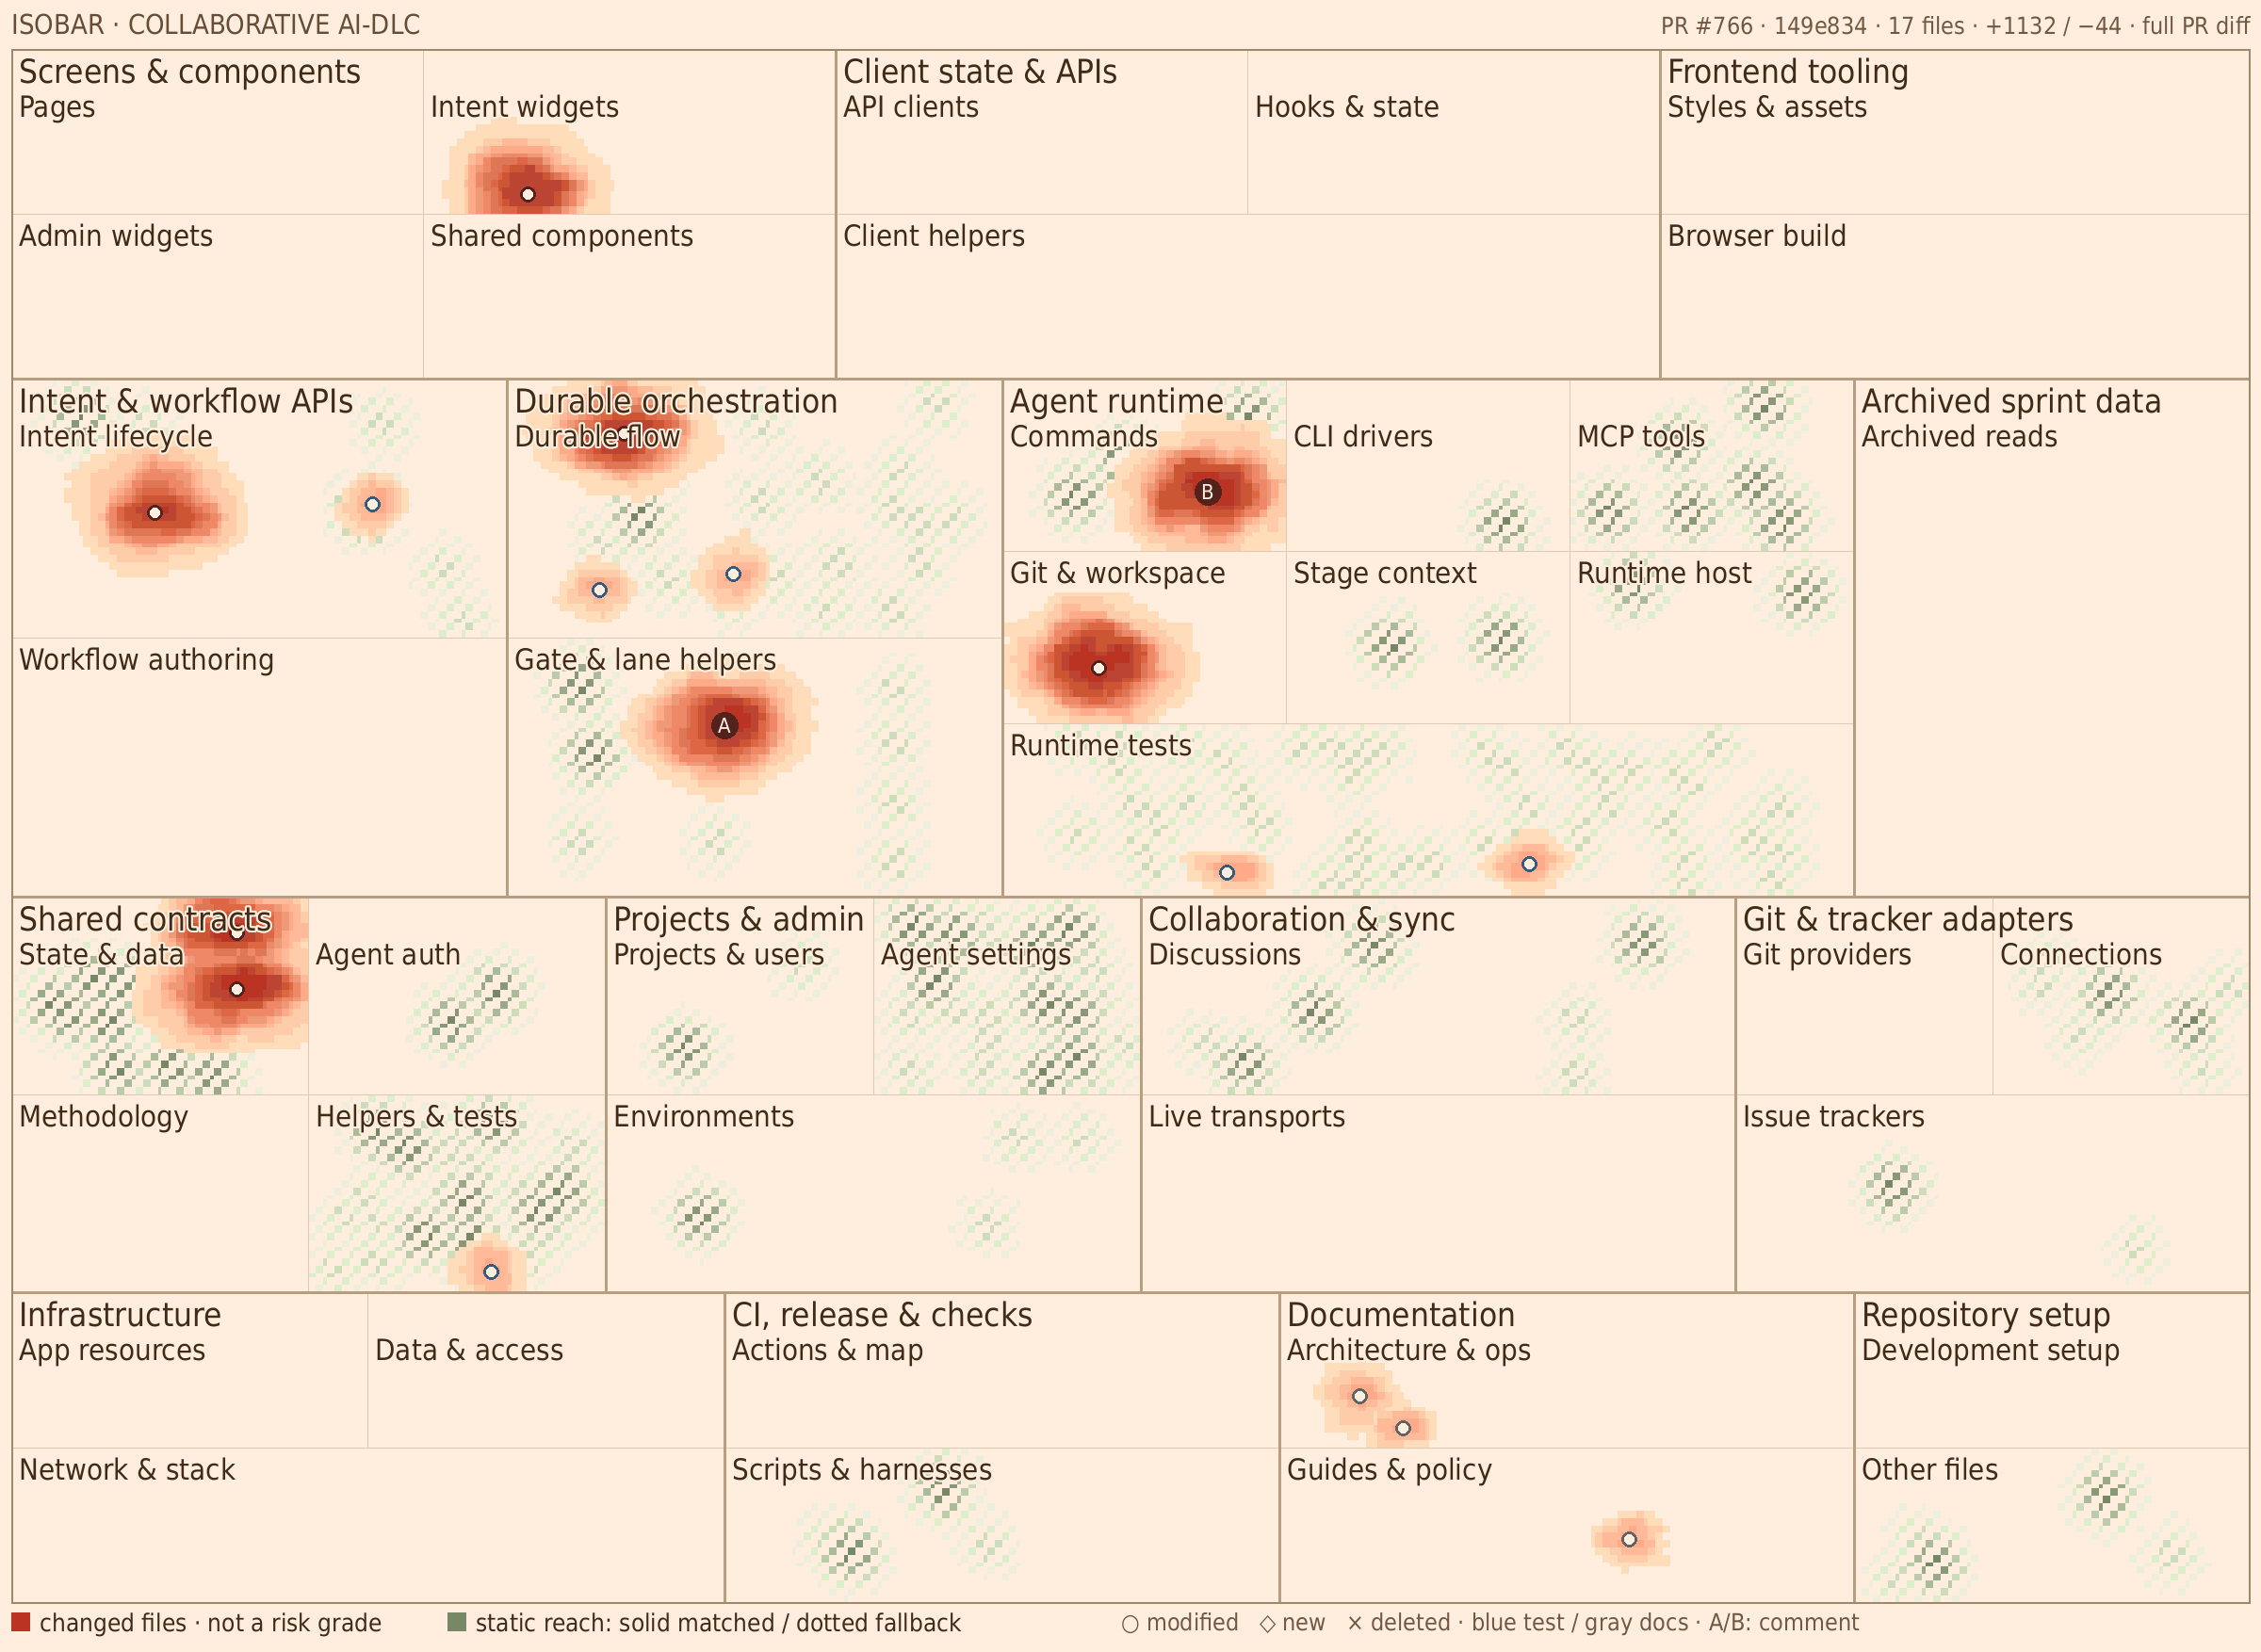 ISOBAR · COLLABORATIVE AI-DLC
PR #766 · 149e834 · 17 files · +1132 / −44 · full PR diff
Screens & components
Pages
Intent widgets
Client state & APIs
API clients
Hooks & state
Frontend tooling
Styles & assets
Admin widgets
Shared components
Client helpers
Browser build
Intent & workflow APIs
Intent lifecycle
Durable orchestration
Durable flow
Agent runtime
Commands
CLI drivers
MCP tools
Archived sprint data
Archived reads
B
Git & workspace
Stage context
Runtime host
Workflow authoring
Gate & lane helpers
A
Runtime tests
Shared contracts
State & data
Agent auth
Projects & admin
Projects & users
Agent settings
Collaboration & sync
Discussions
Git & tracker adapters
Git providers
Connections
Methodology
Helpers & tests
Environments
Live transports
Issue trackers
Infrastructure
App resources
Data & access
CI, release & checks
Actions & map
Documentation
Architecture & ops
Repository setup
Development setup
Network & stack
Scripts & harnesses
Guides & policy
Other files
changed files · not a risk grade
static reach: solid matched / dotted fallback
○ modified ◇ new × deleted · blue test / gray docs · A/B: comment